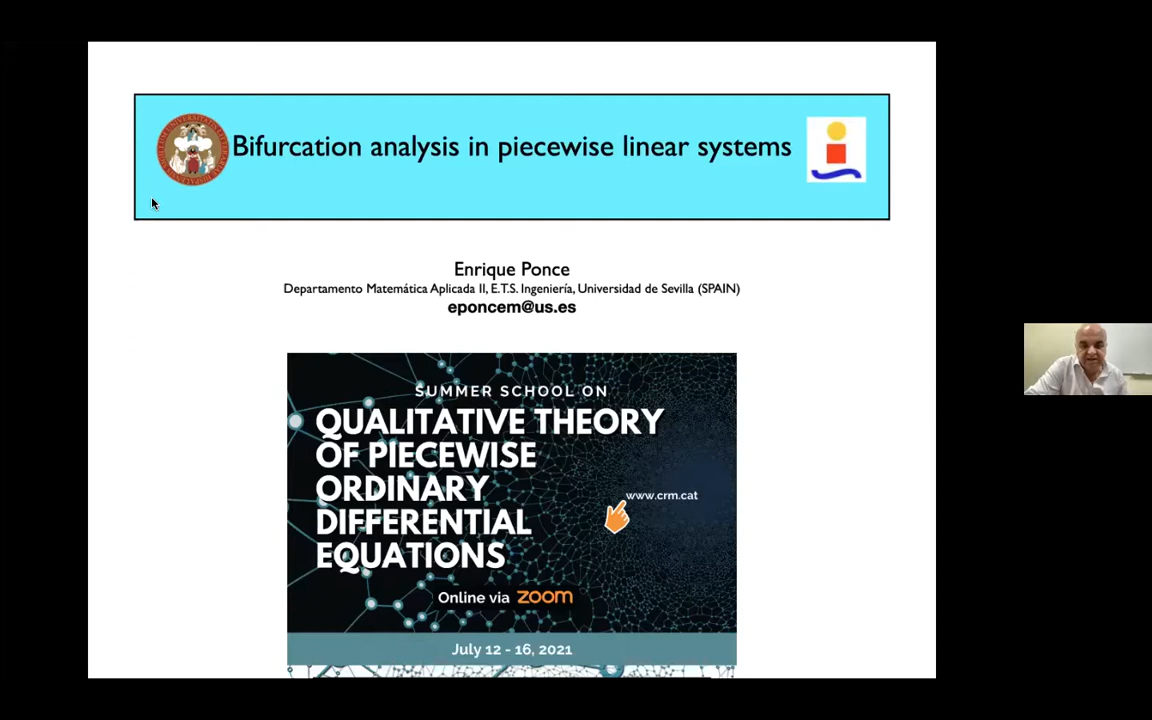 Bifurcation analysis in piecewise linear systems
Enrique Ponce
Departamento Matemática Aplicada II, E.T.S. Ingeniería, Universidad de Sevilla (SPAIN)
eponcem@us.es
SUMMER SCHOOL ON
QUALITATIVE THEORY
OF PIECEWISE
ORDINARY
DIFFERENTIAL
EQUATIONS
www.crm.cat
Online via zoom
July 12 - 16, 2021